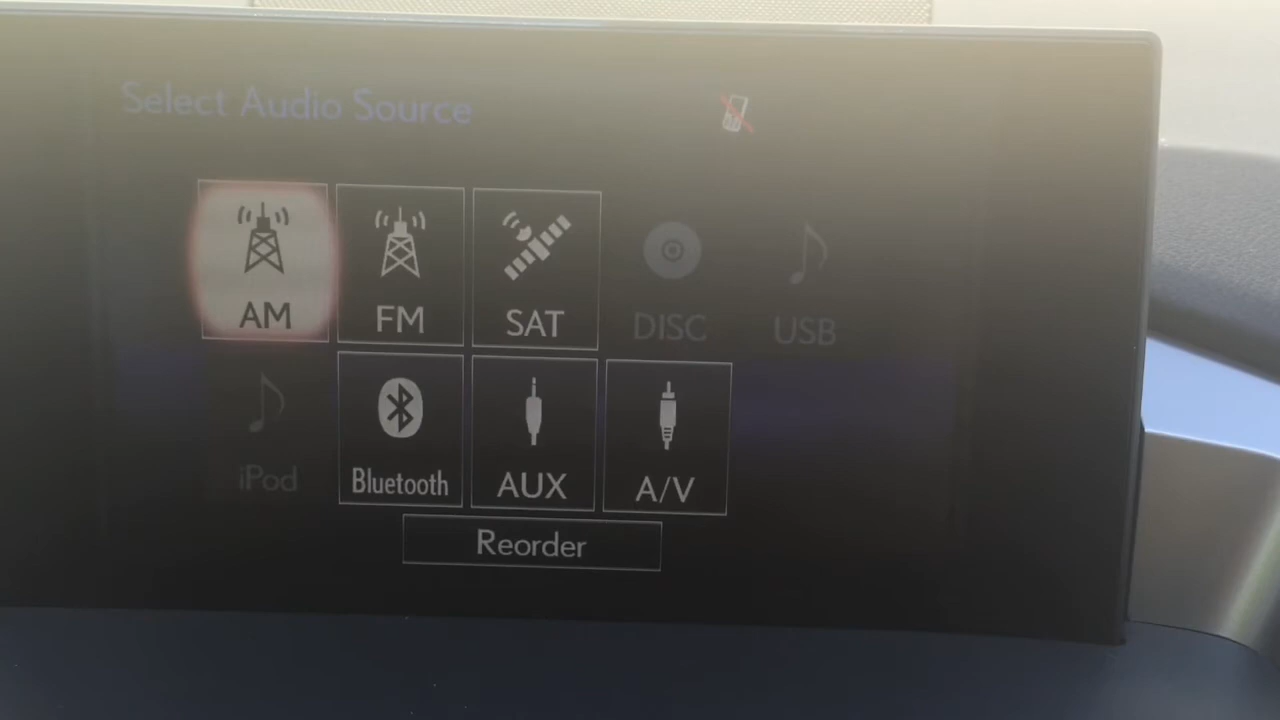 Select Audio Source
AM FM SAT DISC USB
iPod Bluetooth AUX A/V
Reorder